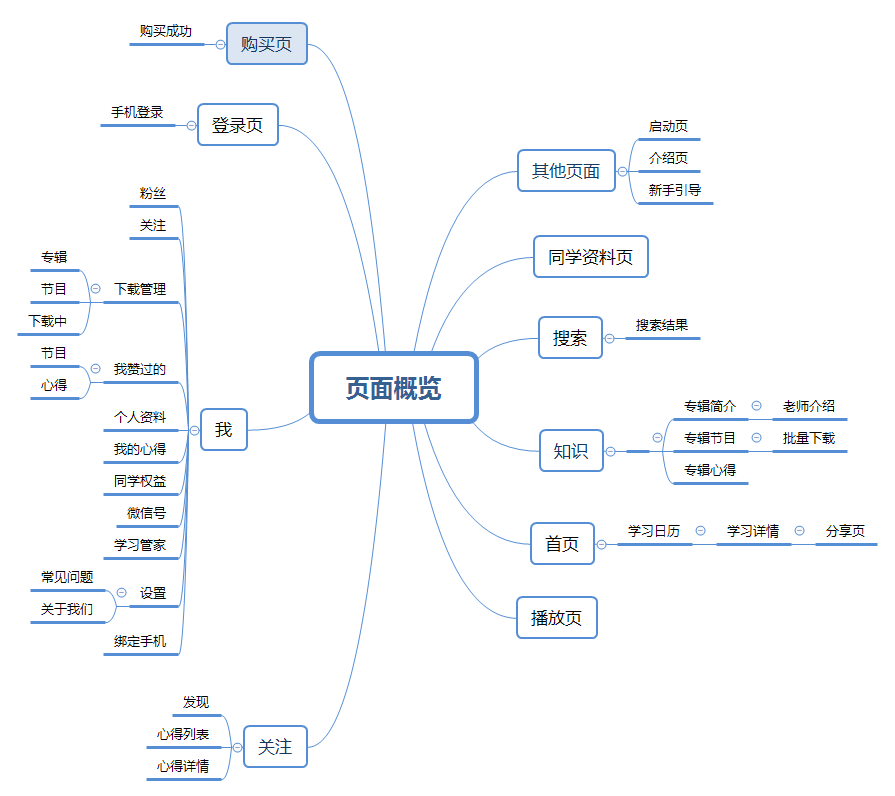 页面概览
其他页面
启动页
介绍页
新手引导
同学资料页
搜索
搜索结果
知识
专辑简介
老师介绍
专辑节目
批量下载
专辑心得
首页
学习日历
学习详情
分享页
播放页
购买页
购买成功
登录页
手机登录
我
粉丝
关注
下载管理
专辑
节目
下载中
我赞过的
节目
心得
个人资料
我的心得
同学权益
微信号
学习管家
设置
常见问题
关于我们
绑定手机
关注
发现
心得列表
心得详情